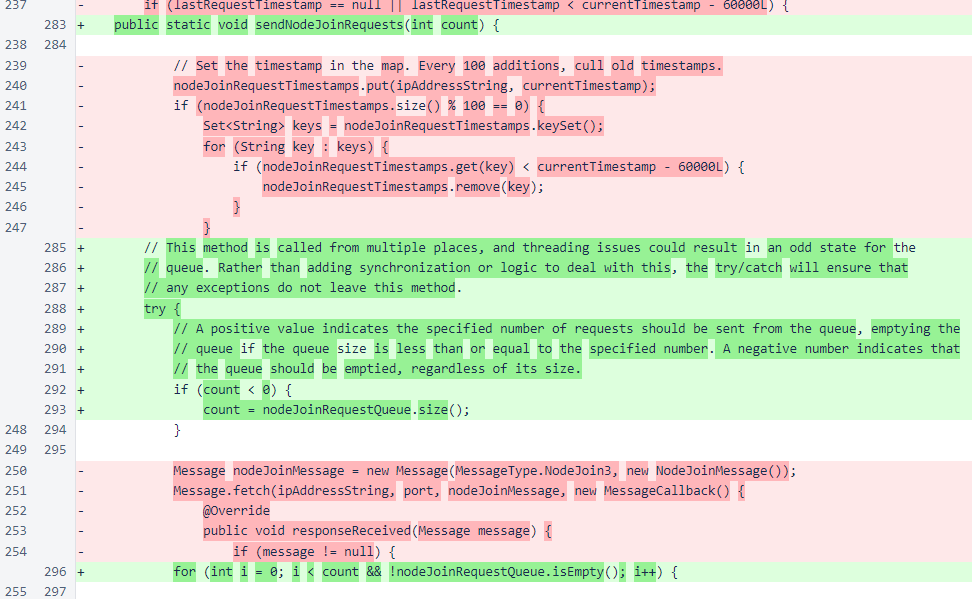 237 - if (lastRequestTimestamp == null || lastRequestTimestamp < currentTimestamp - 60000L) {
283 + public static void sendNodeJoinRequests(int count) {
238 284
239 - // Set the timestamp in the map. Every 100 additions, cull old timestamps.
240 - nodeJoinRequestTimestamps.put(ipAddressString, currentTimestamp);
241 - if (nodeJoinRequestTimestamps.size() % 100 == 0) {
242 - Set<String> keys = nodeJoinRequestTimestamps.keySet();
243 - for (String key : keys) {
244 - if (nodeJoinRequestTimestamps.get(key) < currentTimestamp - 60000L) {
245 - nodeJoinRequestTimestamps.remove(key);
246 - }
247 - }
285 + // This method is called from multiple places, and threading issues could result in an odd state for the
286 + // queue. Rather than adding synchronization or logic to deal with this, the try/catch will ensure that
287 + // any exceptions do not leave this method.
288 + try {
289 + // A positive value indicates the specified number of requests should be sent from the queue, emptying the
290 + // queue if the queue size is less than or equal to the specified number. A negative number indicates that
291 + // the queue should be emptied, regardless of its size.
292 + if (count < 0) {
293 + count = nodeJoinRequestQueue.size();
248 294 }
249 295
250 - Message nodeJoinMessage = new Message(MessageType.NodeJoin3, new NodeJoinMessage());
251 - Message.fetch(ipAddressString, port, nodeJoinMessage, new MessageCallback() {
252 - @Override
253 - public void responseReceived(Message message) {
254 - if (message != null) {
296 + for (int i = 0; i < count && !nodeJoinRequestQueue.isEmpty(); i++) {
255 297